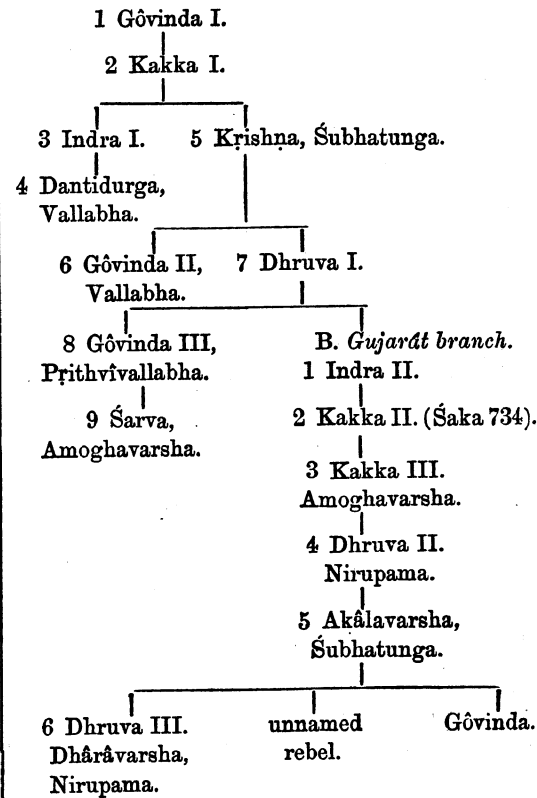 1 Gôvinda I.
2 Kakka I.
3 Indra I. 5 Kṛishṇa, Śubhatunga.
4 Dantidurga,
Vallabha.
6 Gôvinda II, 7 Dhruva I.
Vallabha.
8 Gôvinda III, B. Gujarát branch.
Pṛithvîvallabha. 1 Indra II.
9 Śarva, 2 Kakka II. (Śaka 734).
Amoghavarsha. 3 Kakka III.
Amoghavarsha.
4 Dhruva II.
Nirupama.
5 Akâlavarsha,
Śubhatunga.
6 Dhruva III. unnamed Gôvinda.
Dhârâvarsha, rebel.
Nirupama.